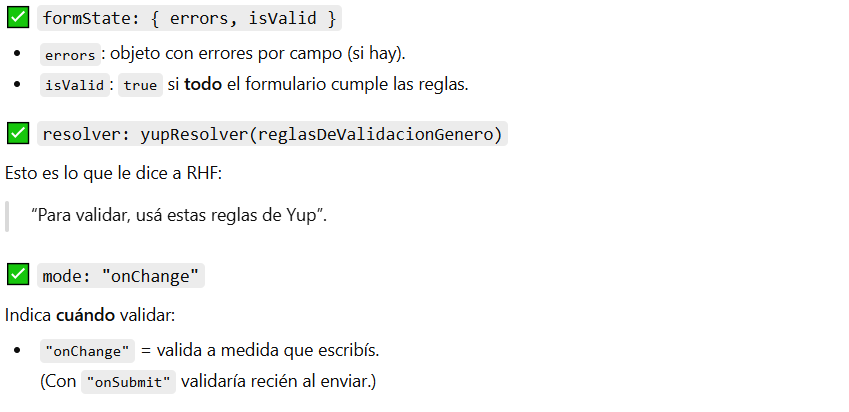 ✅ formState: { errors, isValid }
• errors: objeto con errores por campo (si hay).
• isValid: true si todo el formulario cumple las reglas.
✅ resolver: yupResolver(reglasDeValidacionGenero)
Esto es lo que le dice a RHF:
“Para validar, usá estas reglas de Yup”.
✅ mode: "onChange"
Indica cuándo validar:
• "onChange" = valida a medida que escribís.
(Con "onSubmit" validaría recién al enviar.)